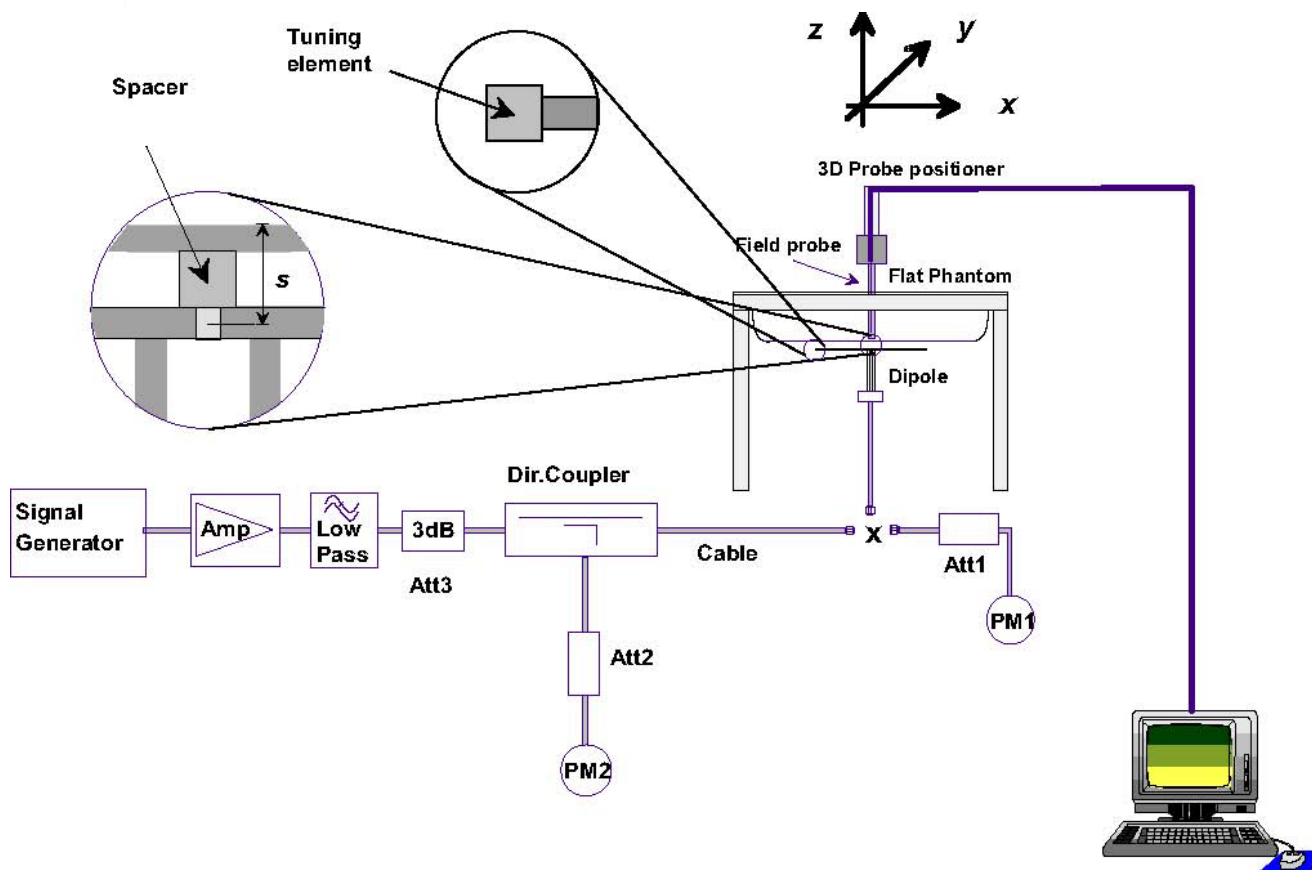 Tuning
element
Spacer
z
y
x
3D Probe positioner
Field probe
Flat Phantom
s
Dipole
Dir.Coupler
Signal
Generator
Amp
Low
Pass
3dB
Att3
Cable
x
Att1
PM1
Att2
PM2